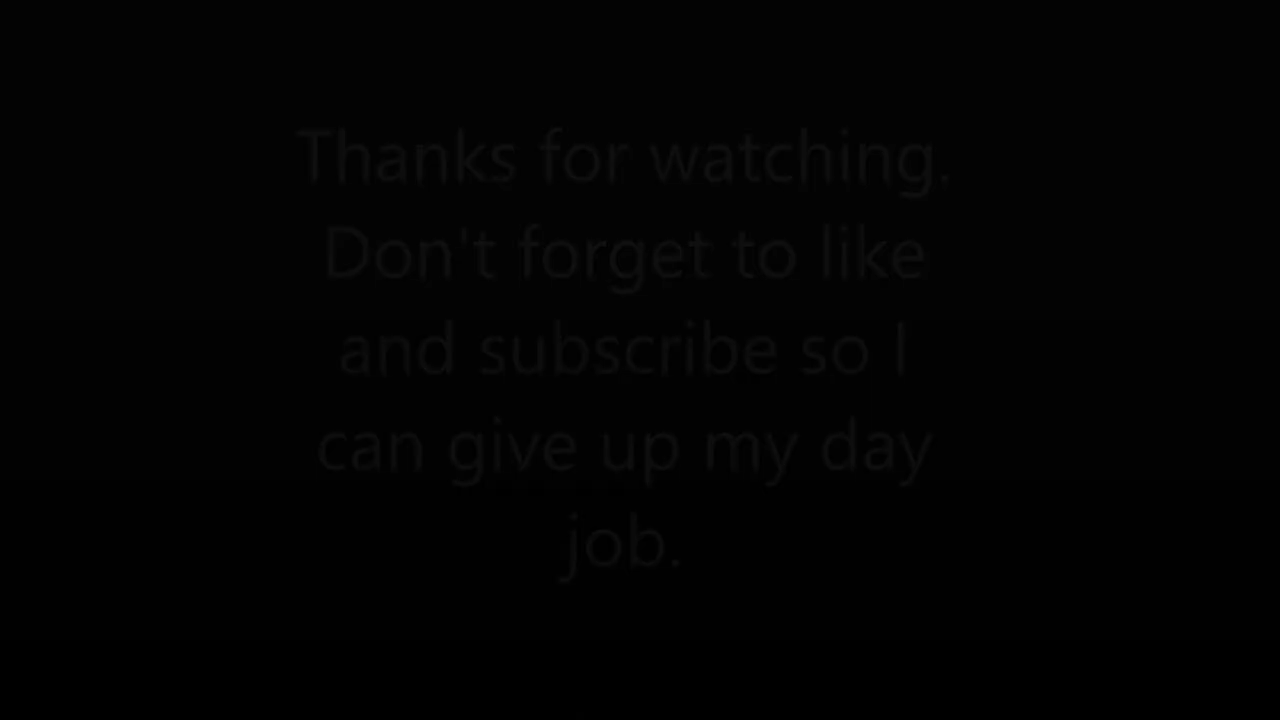 Thanks for watching.
Don't forget to like
and subscribe so I
can give up my day
job.